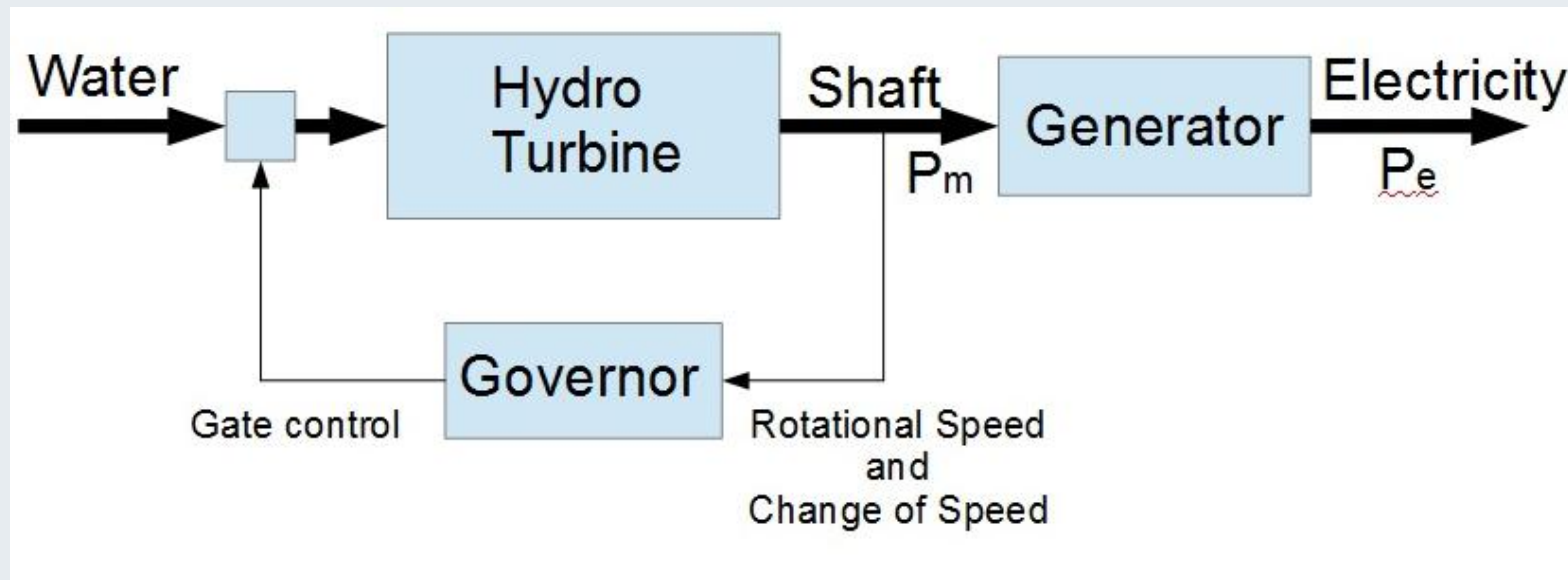 Water
Hydro
Turbine
Shaft
Pm
Generator
Electricity
Pe
Governor
Gate control
Rotational Speed
and
Change of Speed